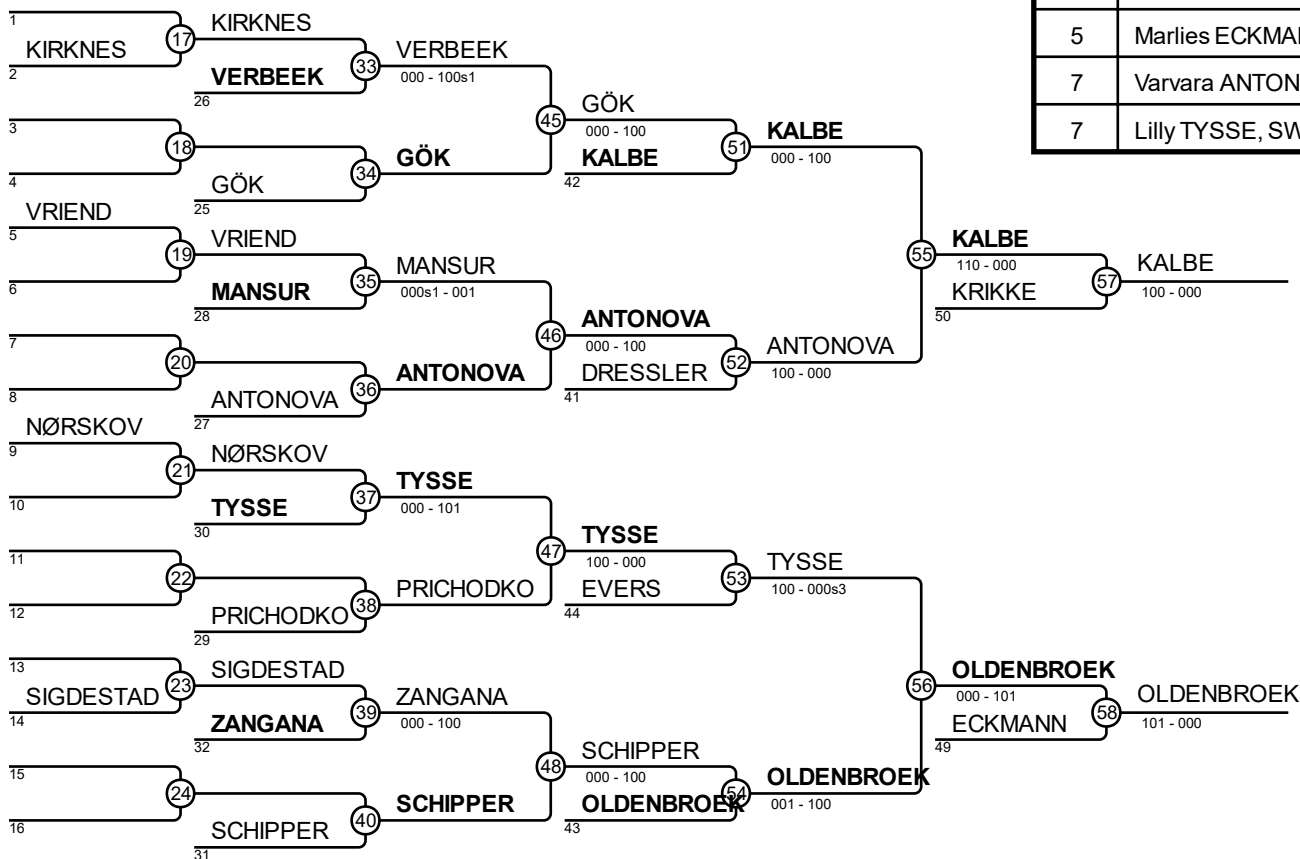 1
KIRKNES
2
17
KIRKNES
VERBEEK
26
33
VERBEEK
000 - 100s1
3
4
18
GÖK
25
34
GÖK
45
GÖK
000 - 100
KALBE
42
51
KALBE
000 - 100
VRIEND
5
6
19
VRIEND
MANSUR
28
35
MANSUR
000s1 - 001
7
8
20
ANTONOVA
27
36
ANTONOVA
46
ANTONOVA
000 - 100
DRESSLER
41
52
ANTONOVA
100 - 000
55
KALBE
110 - 000
KRIKKE
50
57
KALBE
100 - 000
NØRSKOV
9
10
21
NØRSKOV
TYSSE
30
37
TYSSE
000 - 101
11
12
22
PRICHODKO
29
38
PRICHODKO
47
TYSSE
100 - 000
EVERS
44
53
TYSSE
100 - 000s3
13
SIGDESTAD
14
23
SIGDESTAD
ZANGANA
32
39
ZANGANA
000 - 100
15
16
24
SCHIPPER
31
40
SCHIPPER
48
SCHIPPER
000 - 100
OLDENBROEK
43
54
OLDENBROEK
001 - 100
56
OLDENBROEK
000 - 101
ECKMANN
49
58
OLDENBROEK
101 - 000
5 Marlies ECKMA
7 Varvara ANTON
7 Lilly TYSSE, SW